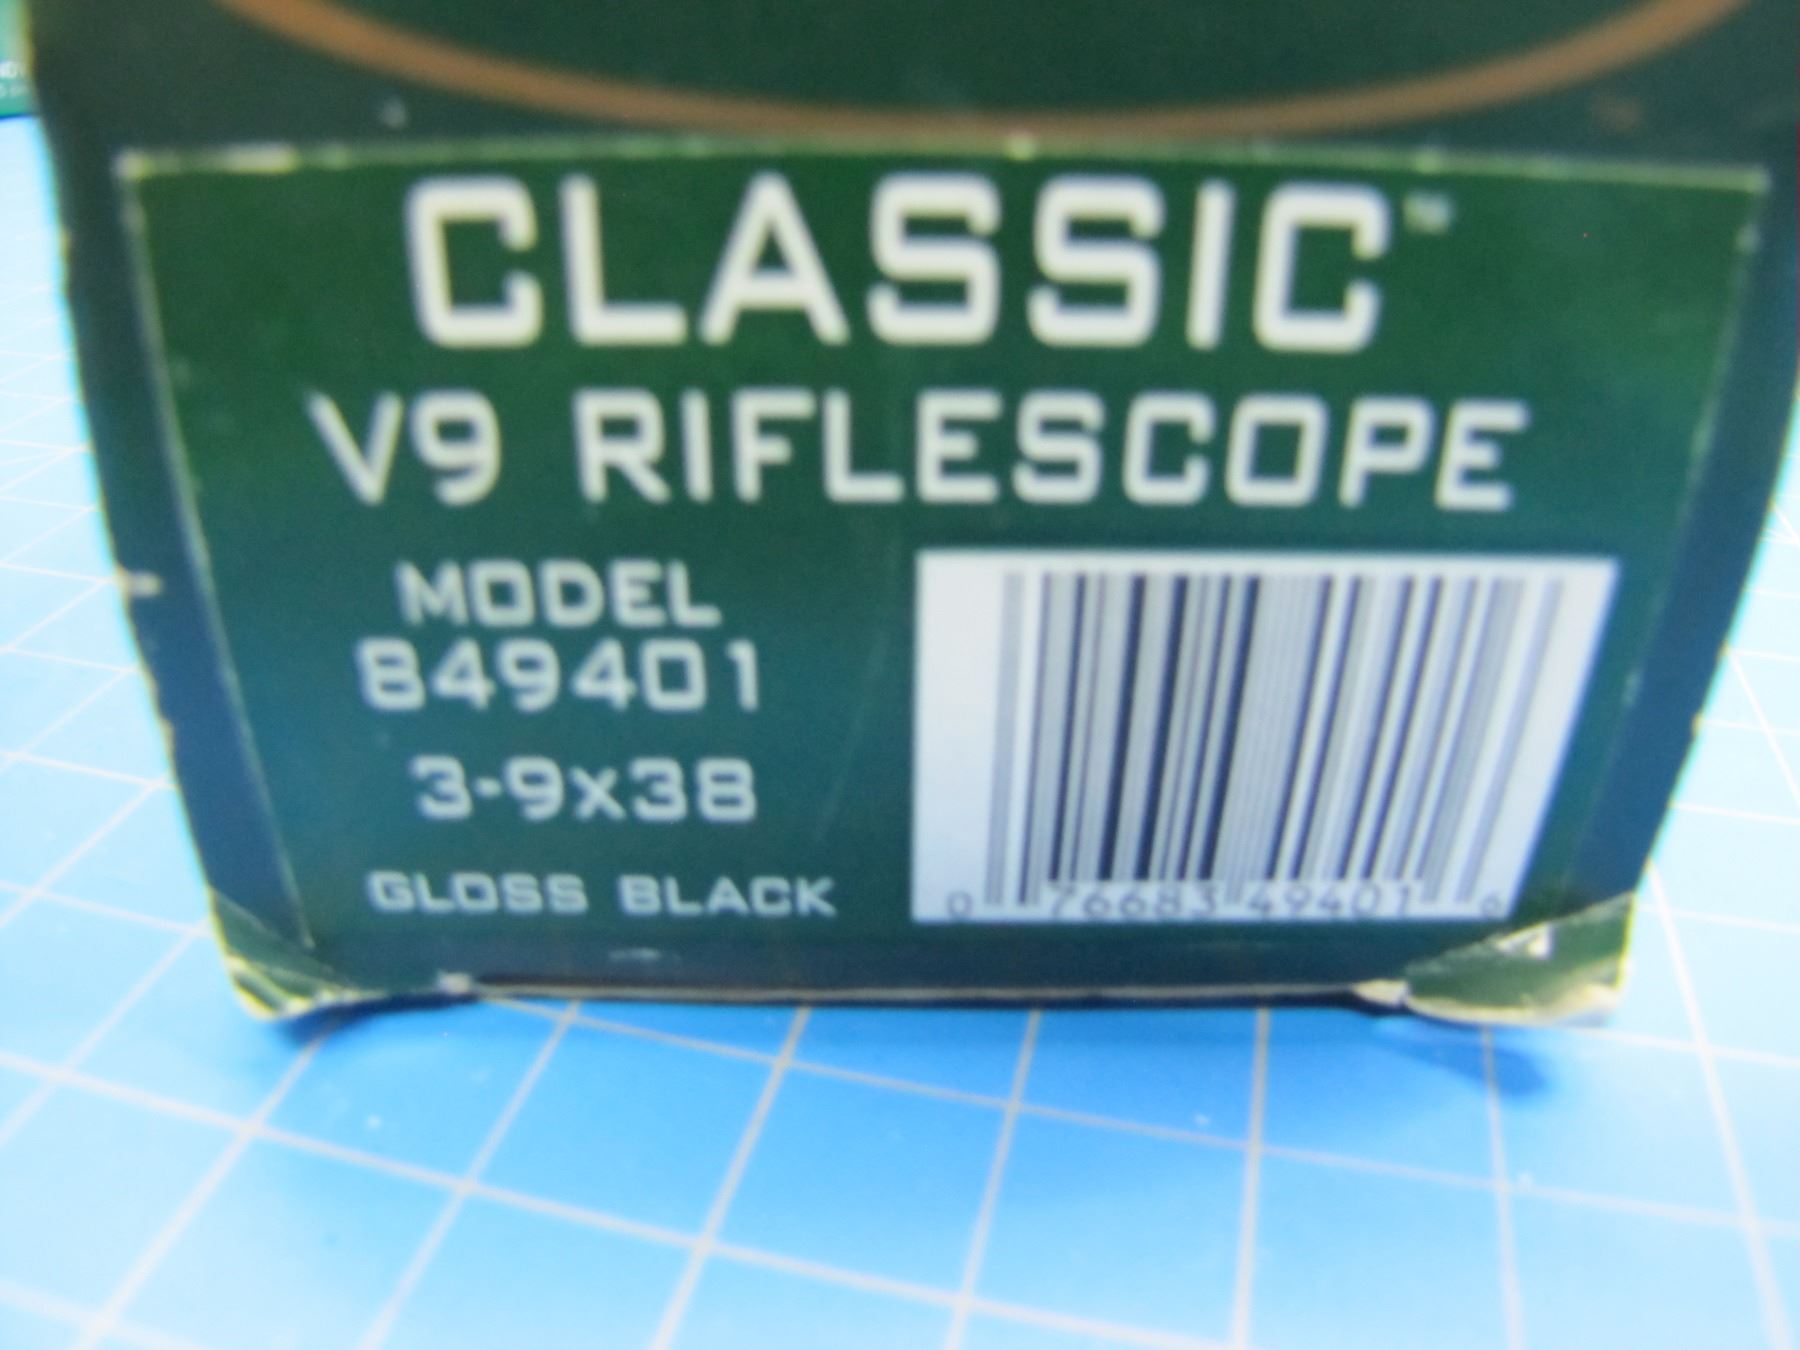 CLASSIC™
V9 RIFLESCOPE
MODEL
849401
3-9x38
GLOSS BLACK
0 76683 49401 6